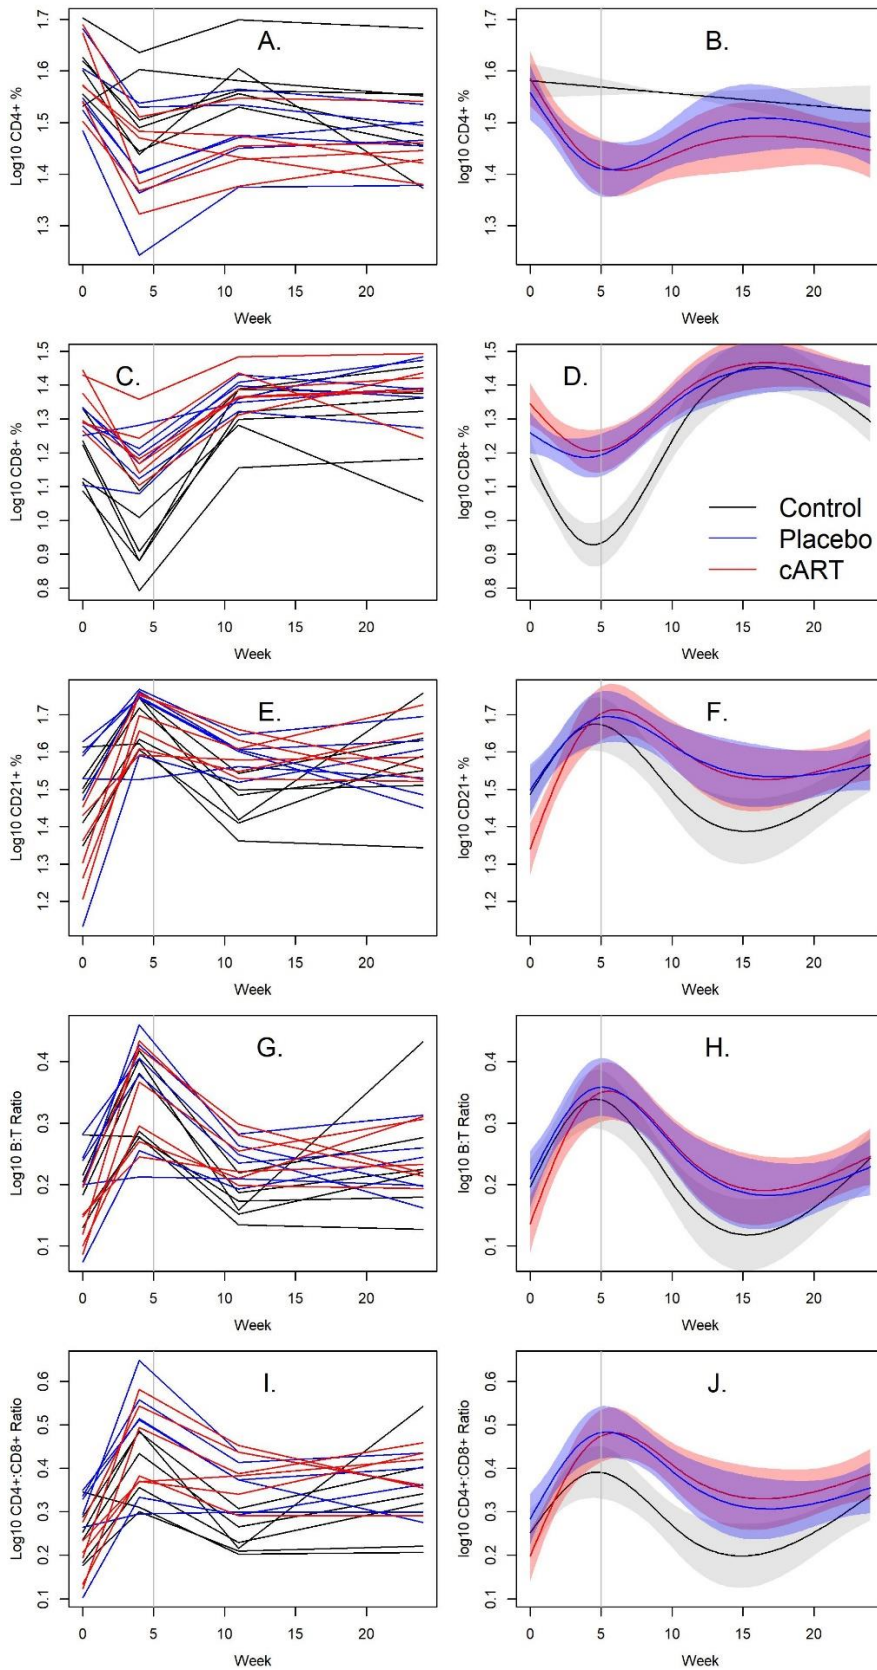 A.
Log10 CD4+ %
1.7
1.6
1.5
1.4
1.3
0 5 10 15 20
Week
B.
log10 CD4+ %
1.7
1.6
1.5
1.4
1.3
0 5 10 15 20
Week
C.
Log10 CD8+ %
1.5
1.4
1.3
1.2
1.1
1.0
0.9
0.8
0 5 10 15 20
Week
D.
Log10 CD8+ %
1.5
1.4
1.3
1.2
1.1
1.0
0.9
0.8
Control
Placebo
cART
0 5 10 15 20
Week
E.
Log10 CD21+ %
1.7
1.6
1.5
1.4
1.3
1.2
0 5 10 15 20
Week
F.
log10 CD21+ %
1.7
1.6
1.5
1.4
1.3
1.2
0 5 10 15 20
Week
G.
Log10 B:T Ratio
0.4
0.3
0.2
0.1
0 5 10 15 20
Week
H.
log10 B:T Ratio
0.4
0.3
0.2
0.1
0 5 10 15 20
Week
I.
Log10 CD4+:CD8+ Ratio
0.6
0.5
0.4
0.3
0.2
0.1
0 5 10 15 20
Week
J.
log10 CD4+:CD8+ Ratio
0.6
0.5
0.4
0.3
0.2
0.1
0 5 10 15 20
Week